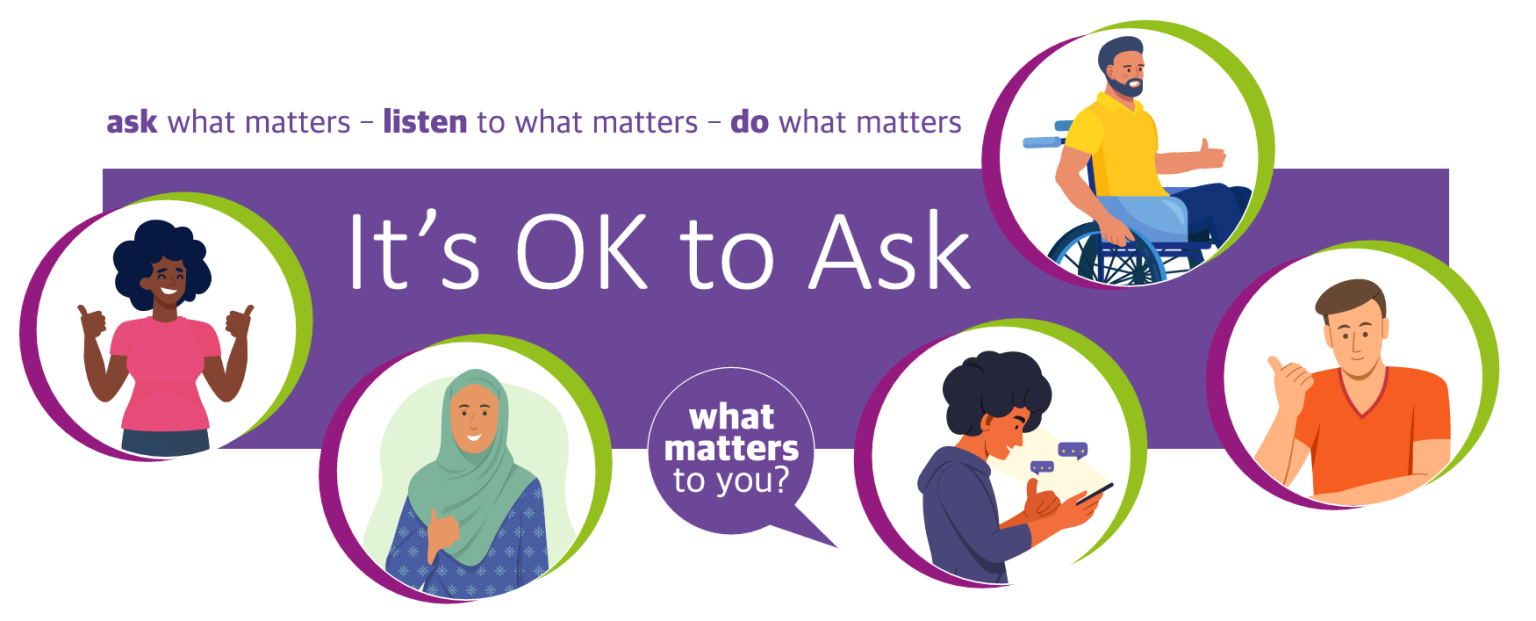 ask what matters – listen to what matters – do what matters
It’s OK to Ask
what
matters
to you?